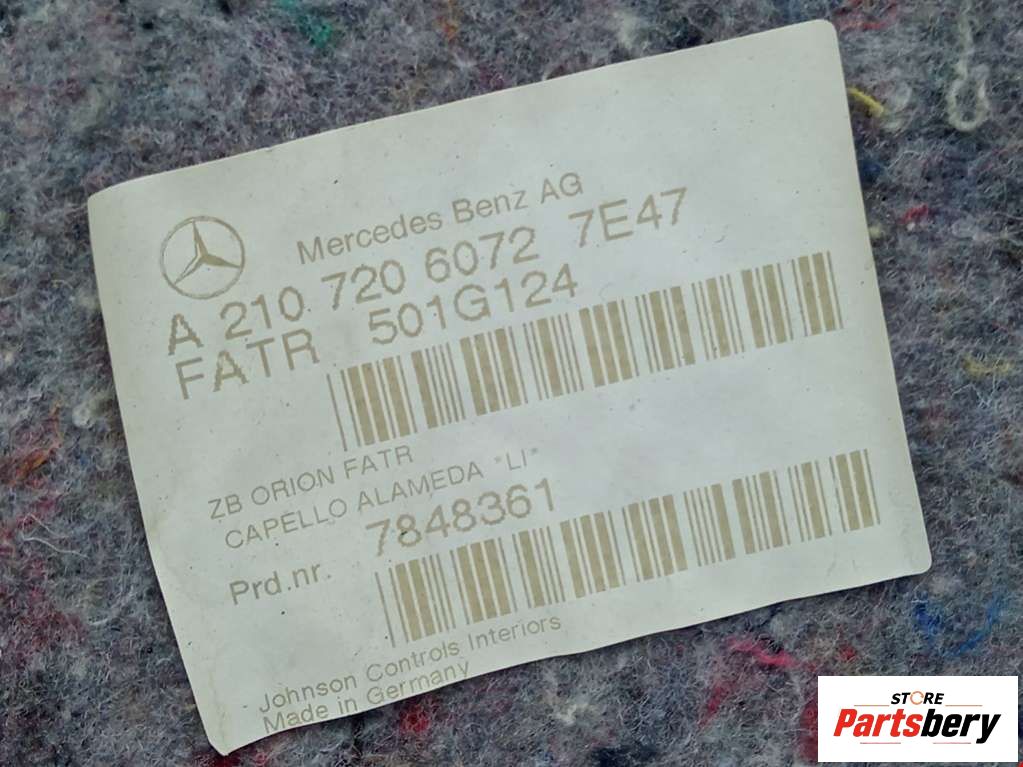 Mercedes Benz AG
A 210 720 6072 7E47
FATR 501G124
ZB ORION FATR
CAPELLO ALAMEDA *LI*
Prd.nr. 7848361
Johnson Controls Interiors
Made in Germany
STORE
Partsbery